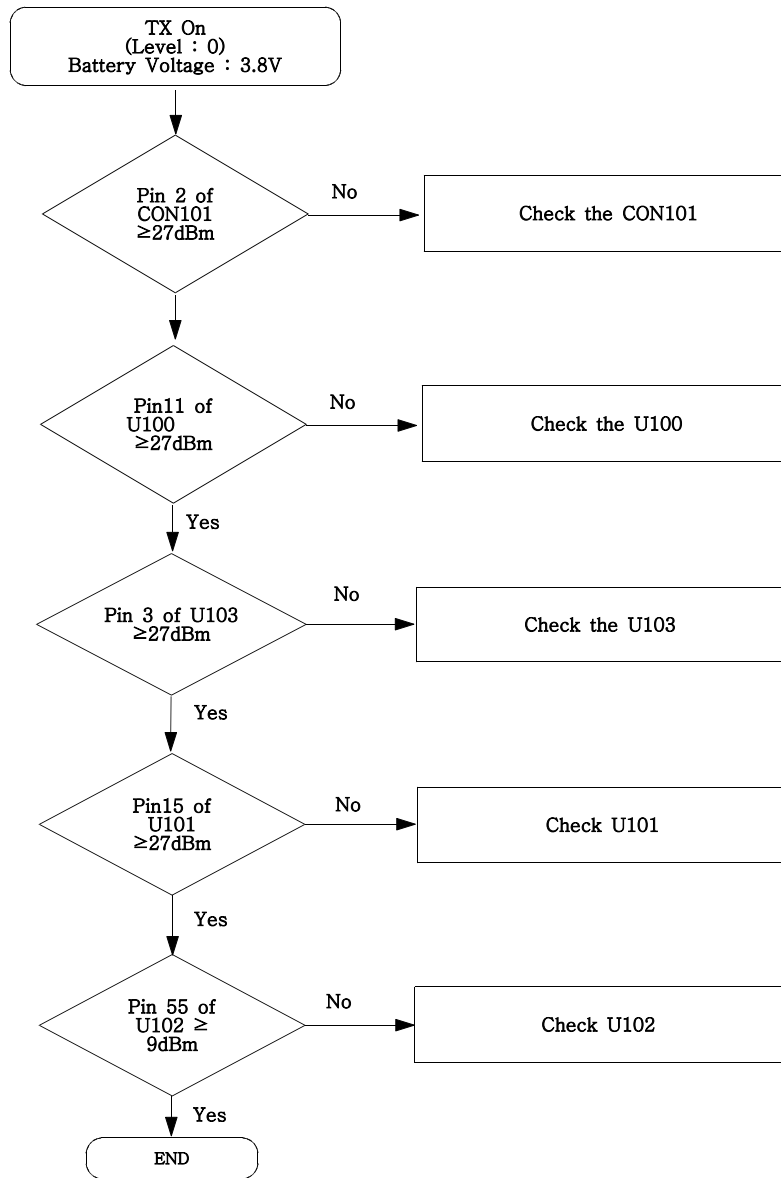 TX On
(Level : 0)
Battery Voltage : 3.8V
Pin 2 of
CON101
≥27dBm
No
Check the CON101
Pin11 of
U100
≥27dBm
No
Check the U100
Yes
Pin 3 of U103
≥27dBm
No
Check the U103
Yes
Pin15 of
U101
≥27dBm
No
Check U101
Yes
Pin 55 of
U102 ≥
9dBm
No
Check U102
Yes
END